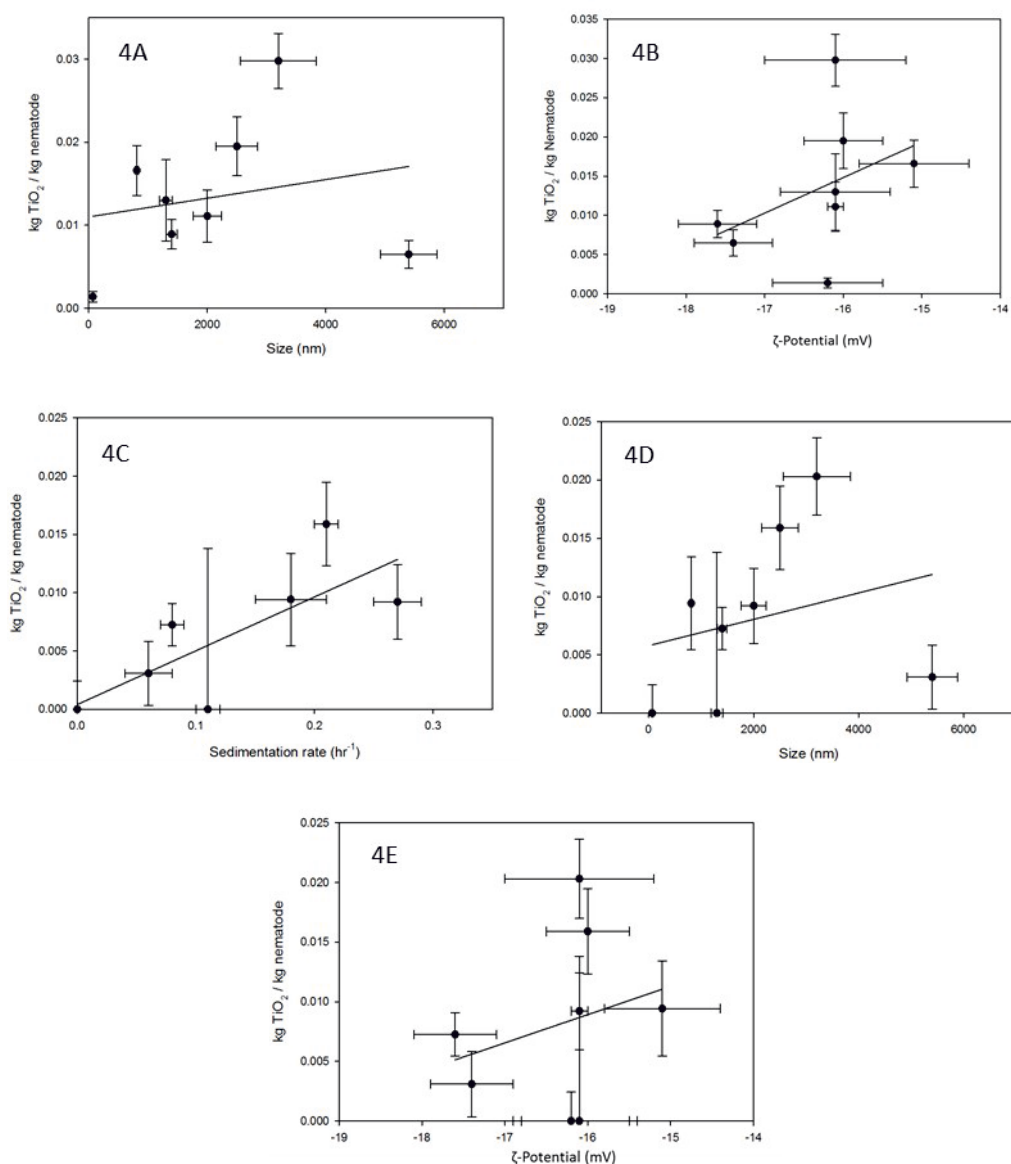 4A
kg TiO₂ / kg nematode
0.03
0.02
0.01
0.00
0 2000 4000 6000
Size (nm)
4B
kg TiO₂ / kg Nematode
0.035
0.030
0.025
0.020
0.015
0.010
0.005
0.000
-19 -18 -17 -16 -15 -14
ζ-Potential (mV)
4C
kg TiO₂ / kg nematode
0.025
0.020
0.015
0.010
0.005
0.000
0.0 0.1 0.2 0.3
Sedimentation rate (hr⁻¹)
4D
kg TiO₂ / kg nematode
0.025
0.020
0.015
0.010
0.005
0.000
0 2000 4000 6000
Size (nm)
4E
kg TiO₂ / kg nematode
0.025
0.020
0.015
0.010
0.005
0.000
-19 -18 -17 -16 -15 -14
ζ-Potential (mV)